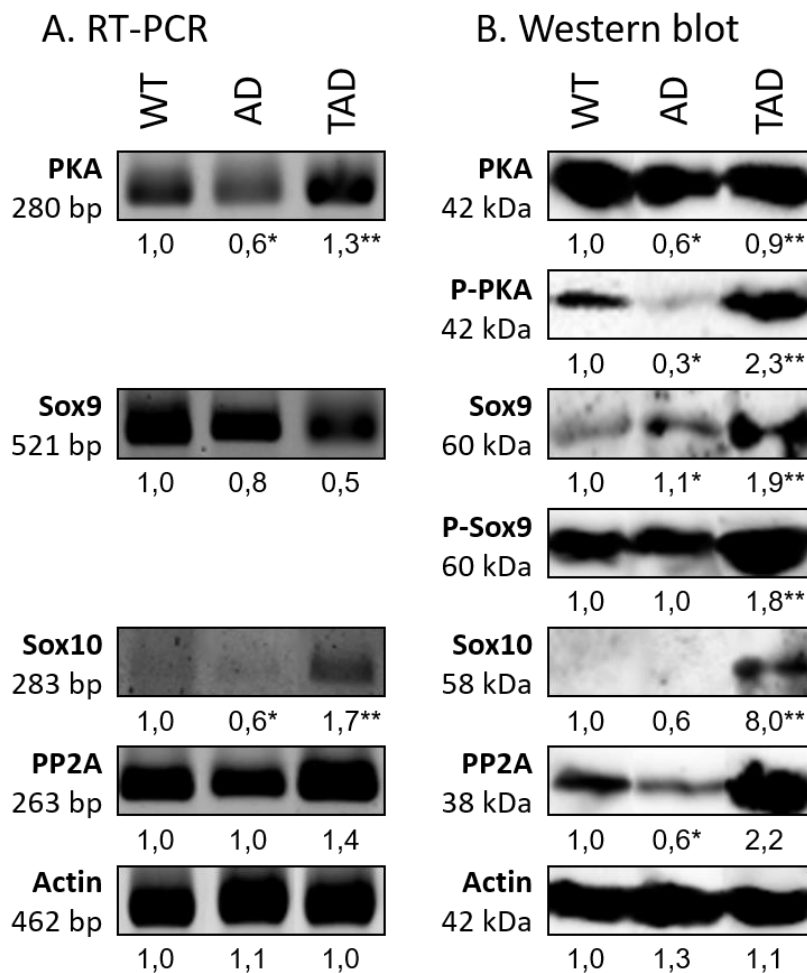 A. RT-PCR
WT AD TAD
PKA
280 bp
1,0 0,6* 1,3**
Sox9
521 bp
1,0 0,8 0,5
Sox10
283 bp
1,0 0,6* 1,7**
PP2A
263 bp
1,0 1,0 1,4
Actin
462 bp
1,0 1,1 1,0
B. Western blot
WT AD TAD
PKA
42 kDa
1,0 0,6* 0,9**
P-PKA
42 kDa
1,0 0,3* 2,3**
Sox9
60 kDa
1,0 1,1* 1,9**
P-Sox9
60 kDa
1,0 1,0 1,8**
Sox10
58 kDa
1,0 0,6 8,0**
PP2A
38 kDa
1,0 0,6* 2,2
Actin
42 kDa
1,0 1,3 1,1